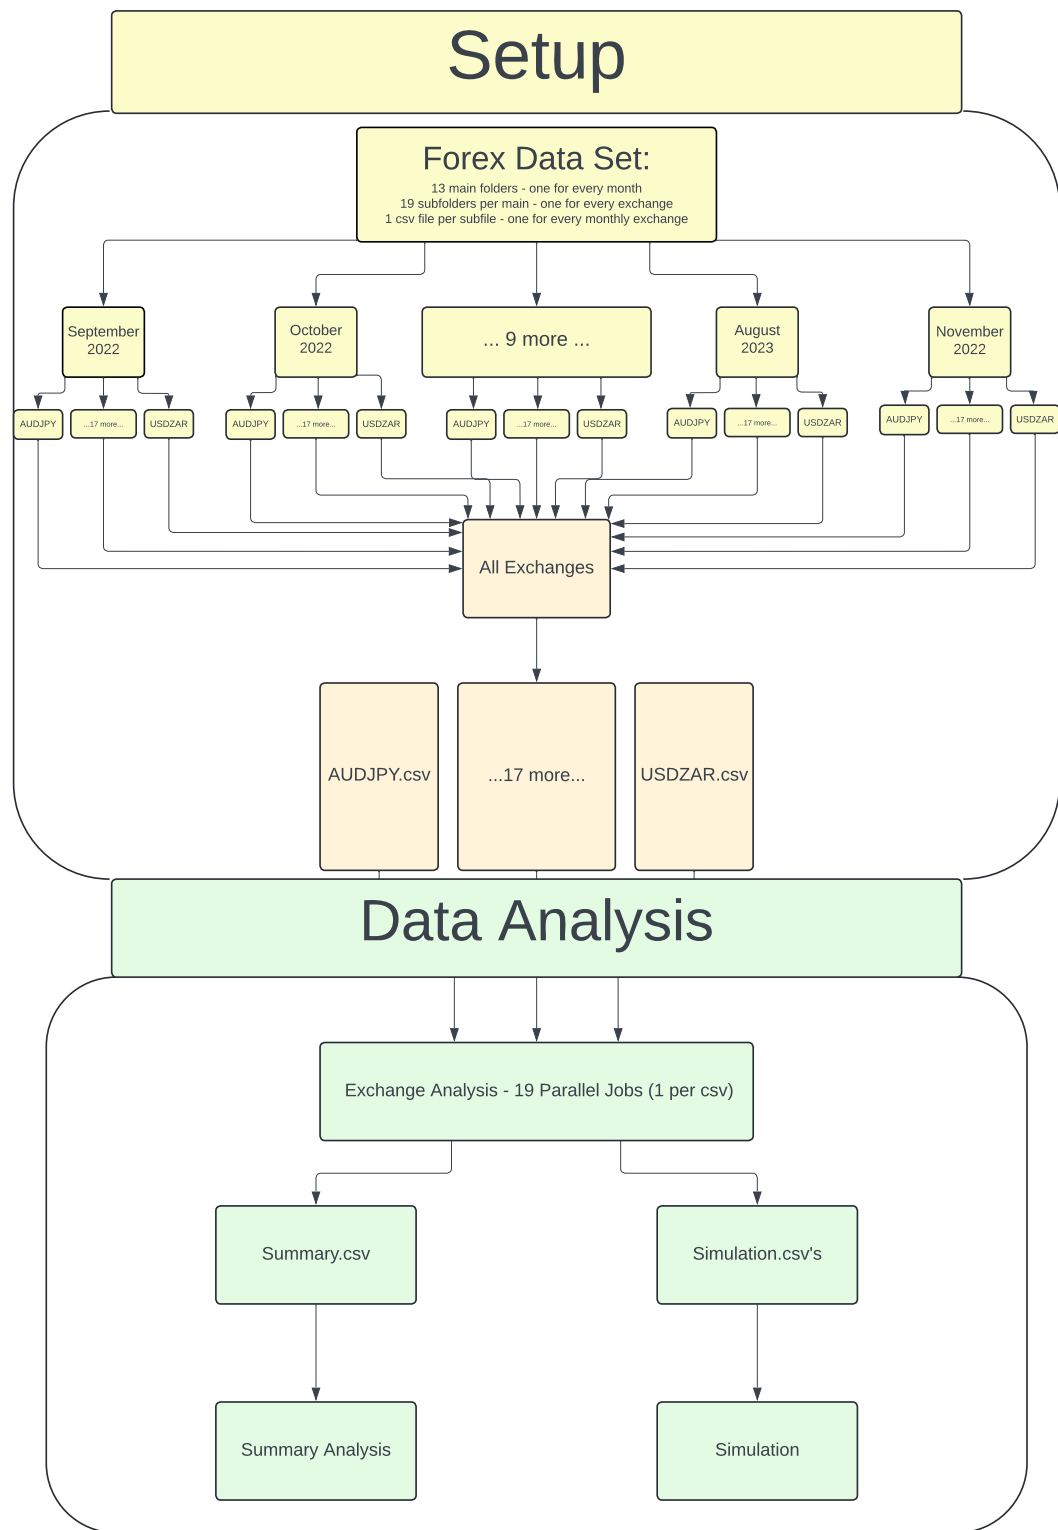 Setup
Forex Data Set:
13 main folders - one for every month
19 subfolders per main - one for every exchange
1 csv file per subfile - one for every monthly exchange
September
2022
October
2022
... 9 more ...
August
2023
November
2022
AUDJPY
...17 more...
USDZAR
AUDJPY
...17 more...
USDZAR
AUDJPY
...17 more...
USDZAR
AUDJPY
...17 more...
USDZAR
AUDJPY
...17 more...
USDZAR
All Exchanges
AUDJPY.csv
...17 more...
USDZAR.csv
Data Analysis
Exchange Analysis - 19 Parallel Jobs (1 per csv)
Summary.csv
Simulation.csv's
Summary Analysis
Simulation